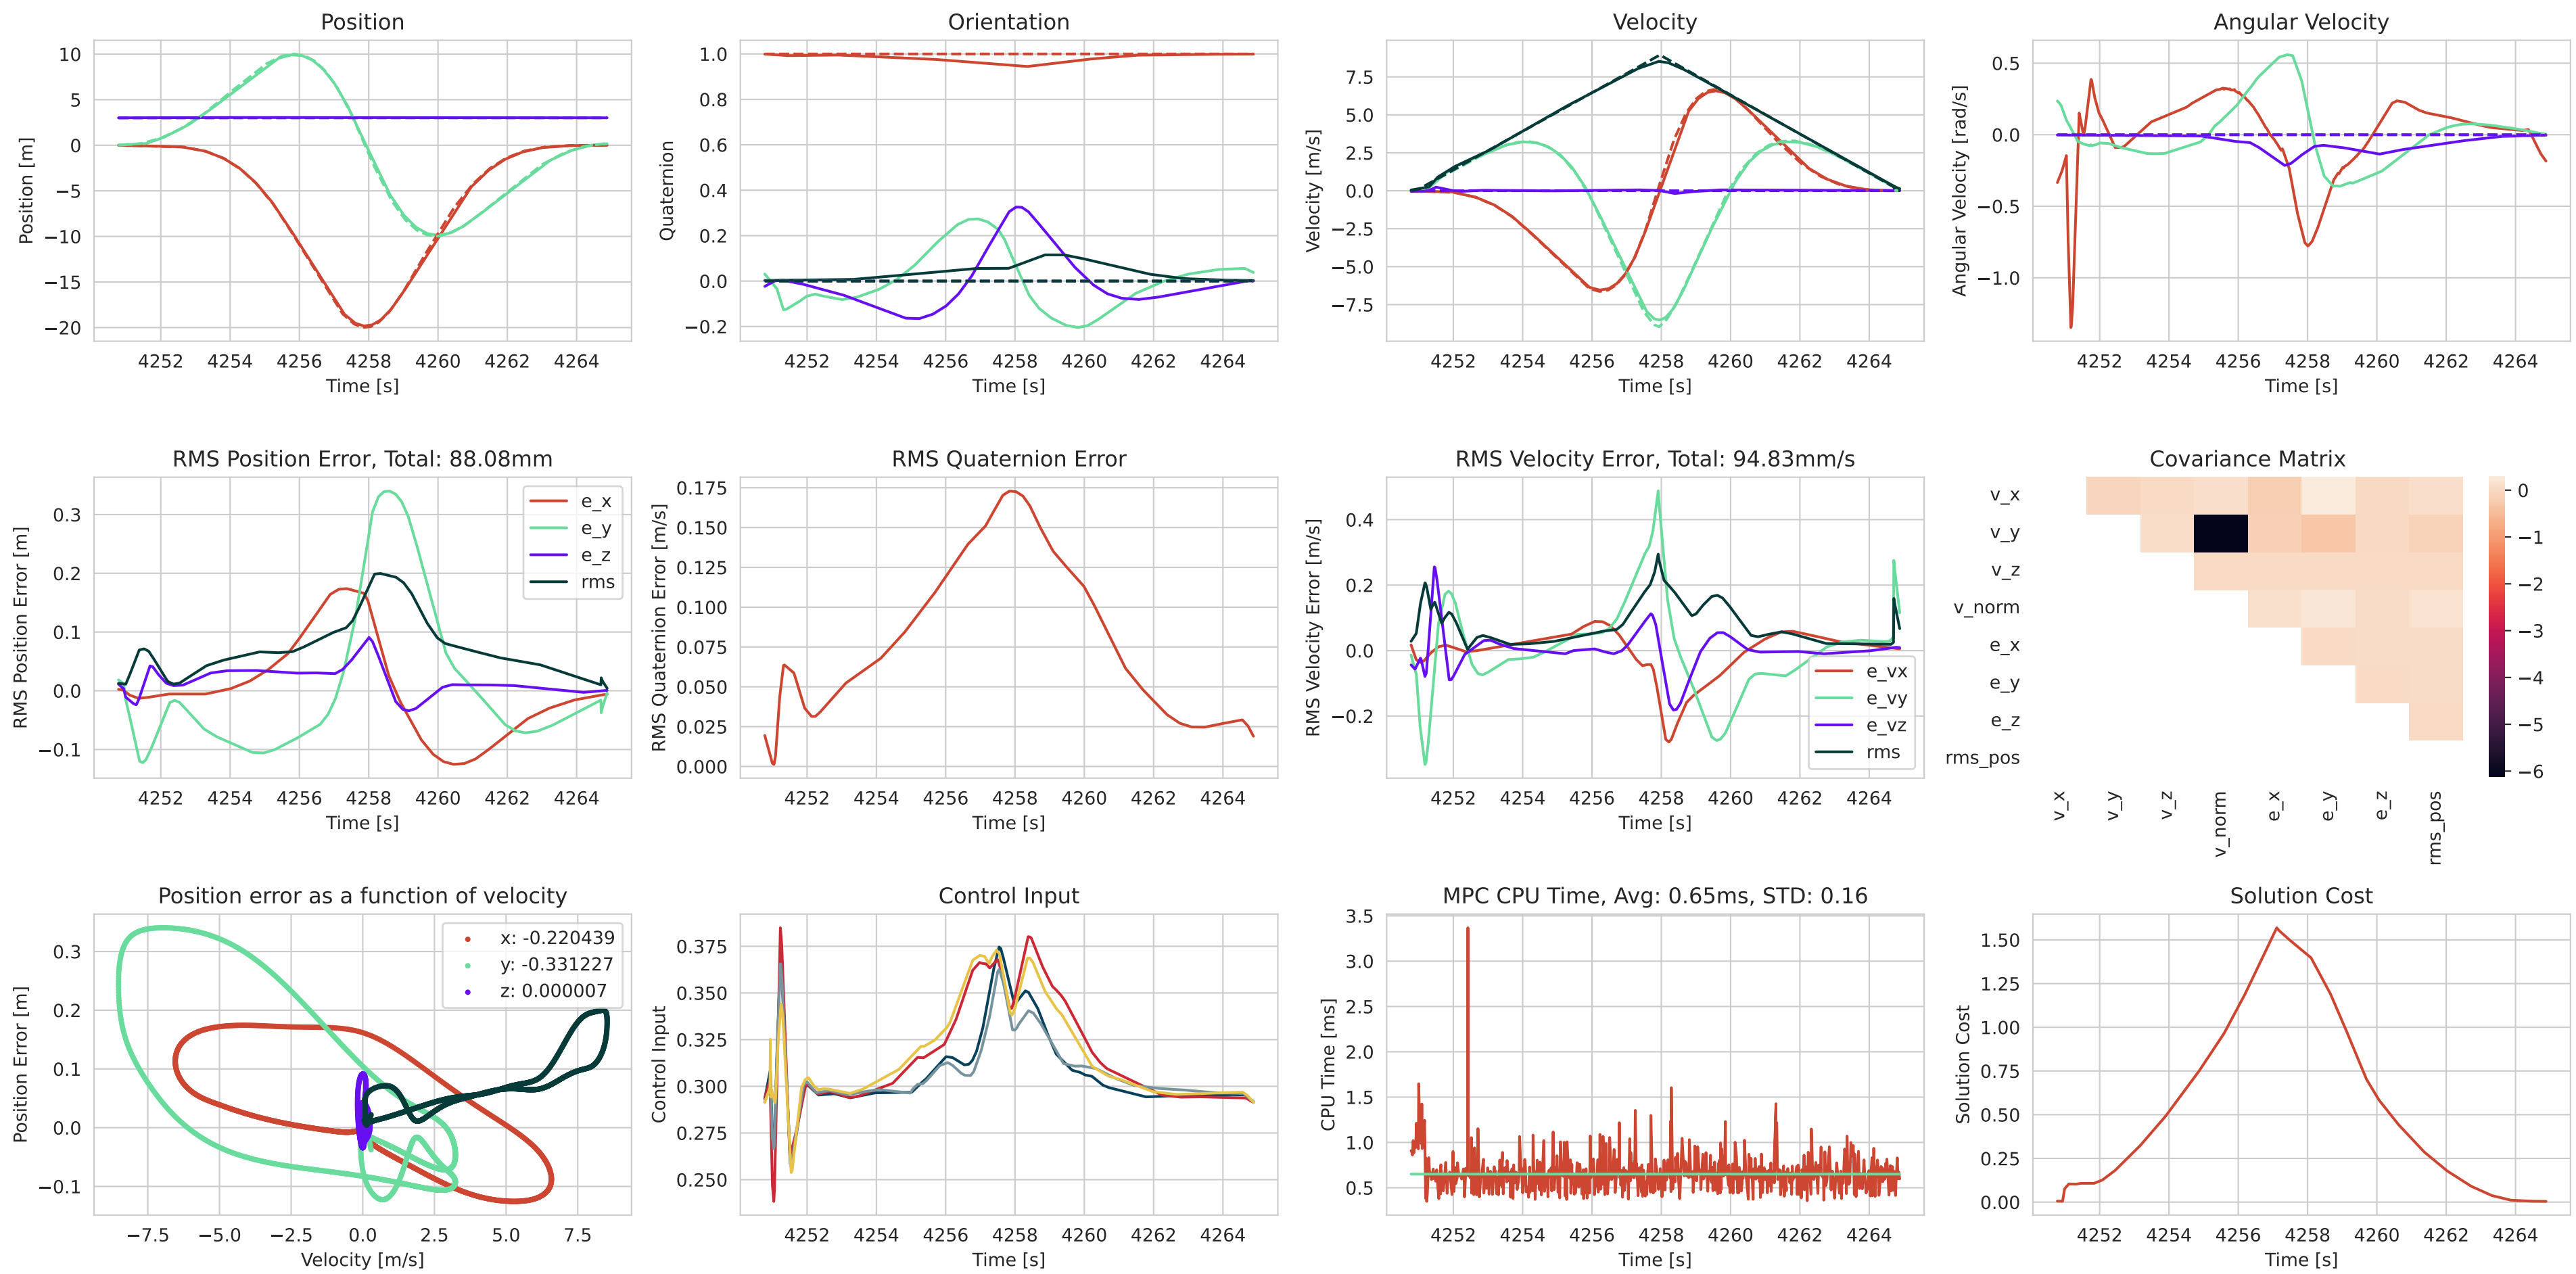 Position
Position [m]
10
5
0
−5
−10
−15
−20
4252 4254 4256 4258 4260 4262 4264
Time [s]
Orientation
Quaternion
1.0
0.8
0.6
0.4
0.2
0.0
−0.2
4252 4254 4256 4258 4260 4262 4264
Time [s]
Velocity
Velocity [m/s]
7.5
5.0
2.5
0.0
−2.5
−5.0
−7.5
4252 4254 4256 4258 4260 4262 4264
Time [s]
Angular Velocity
Angular Velocity [rad/s]
0.5
0.0
−0.5
−1.0
4252 4254 4256 4258 4260 4262 4264
Time [s]
RMS Position Error, Total: 88.08mm
RMS Position Error [m]
0.3
0.2
0.1
0.0
−0.1
e_x
e_y
e_z
rms
4252 4254 4256 4258 4260 4262 4264
Time [s]
RMS Quaternion Error
RMS Quaternion Error [m/s]
0.175
0.150
0.125
0.100
0.075
0.050
0.025
0.000
4252 4254 4256 4258 4260 4262 4264
Time [s]
RMS Velocity Error, Total: 94.83mm/s
RMS Velocity Error [m/s]
0.4
0.2
0.0
−0.2
e_vx
e_vy
e_vz
rms
4252 4254 4256 4258 4260 4262 4264
Time [s]
Covariance Matrix
v_x
v_y
v_z
v_norm
e_x
e_y
e_z
rms_pos
v_x
v_y
v_z
v_norm
e_x
e_y
e_z
rms_pos
0
−1
−2
−3
−4
−5
−6
Position error as a function of velocity
Position Error [m]
0.3
0.2
0.1
0.0
−0.1
x: -0.220439
y: -0.331227
z: 0.000007
−7.5 −5.0 −2.5 0.0 2.5 5.0 7.5
Velocity [m/s]
Control Input
Control Input
0.375
0.350
0.325
0.300
0.275
0.250
4252 4254 4256 4258 4260 4262 4264
Time [s]
MPC CPU Time, Avg: 0.65ms, STD: 0.16
CPU Time [ms]
3.5
3.0
2.5
2.0
1.5
1.0
0.5
4252 4254 4256 4258 4260 4262 4264
Time [s]
Solution Cost
Solution Cost
1.50
1.25
1.00
0.75
0.50
0.25
0.00
4252 4254 4256 4258 4260 4262 4264
Time [s]